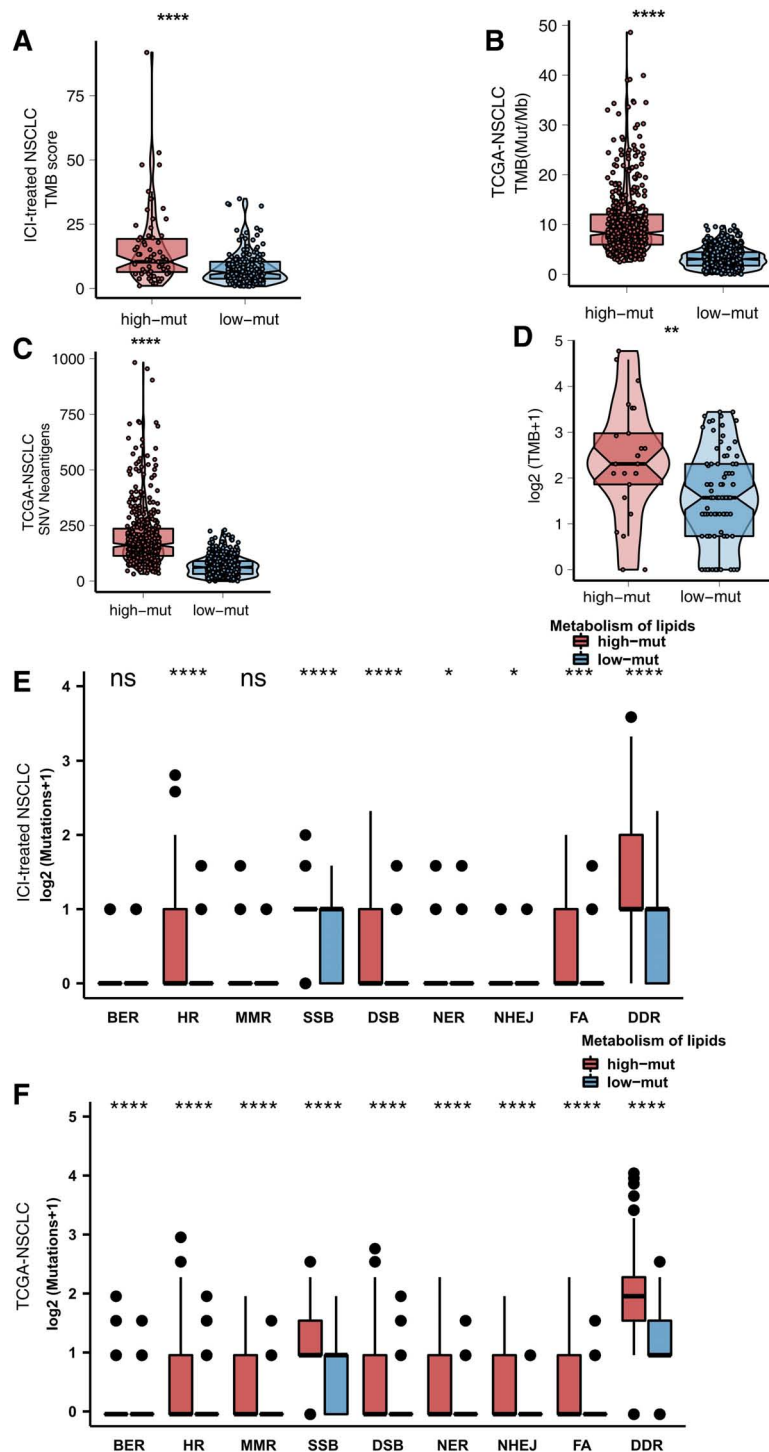 A
****
ICI-treated NSCLC
TMB score
75
50
25
0
high-mut low-mut
B
****
TCGA-NSCLC
TMB(Mut/Mb)
50
40
30
20
10
0
high-mut low-mut
C
****
TCGA-NSCLC
SNV Neoantigens
1000
750
500
250
0
high-mut low-mut
D
**
log2 (TMB+1)
5
4
3
2
1
0
high-mut low-mut
Metabolism of lipids
high-mut
low-mut
E
ns **** ns **** **** * * *** ****
ICI-treated NSCLC
log2 (Mutations+1)
4
3
2
1
0
BER HR MMR SSB DSB NER NHEJ FA DDR
Metabolism of lipids
high-mut
low-mut
F
**** **** **** **** **** **** **** **** ****
TCGA-NSCLC
log2 (Mutations+1)
5
4
3
2
1
0
BER HR MMR SSB DSB NER NHEJ FA DDR